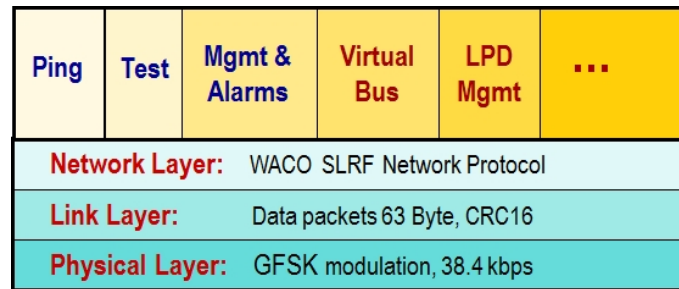 Ping Test Mgmt & Alarms Virtual Bus LPD Mgmt ...
Network Layer: WACO SLRF Network Protocol
Link Layer: Data packets 63 Byte, CRC16
Physical Layer: GFSK modulation, 38.4 kbps